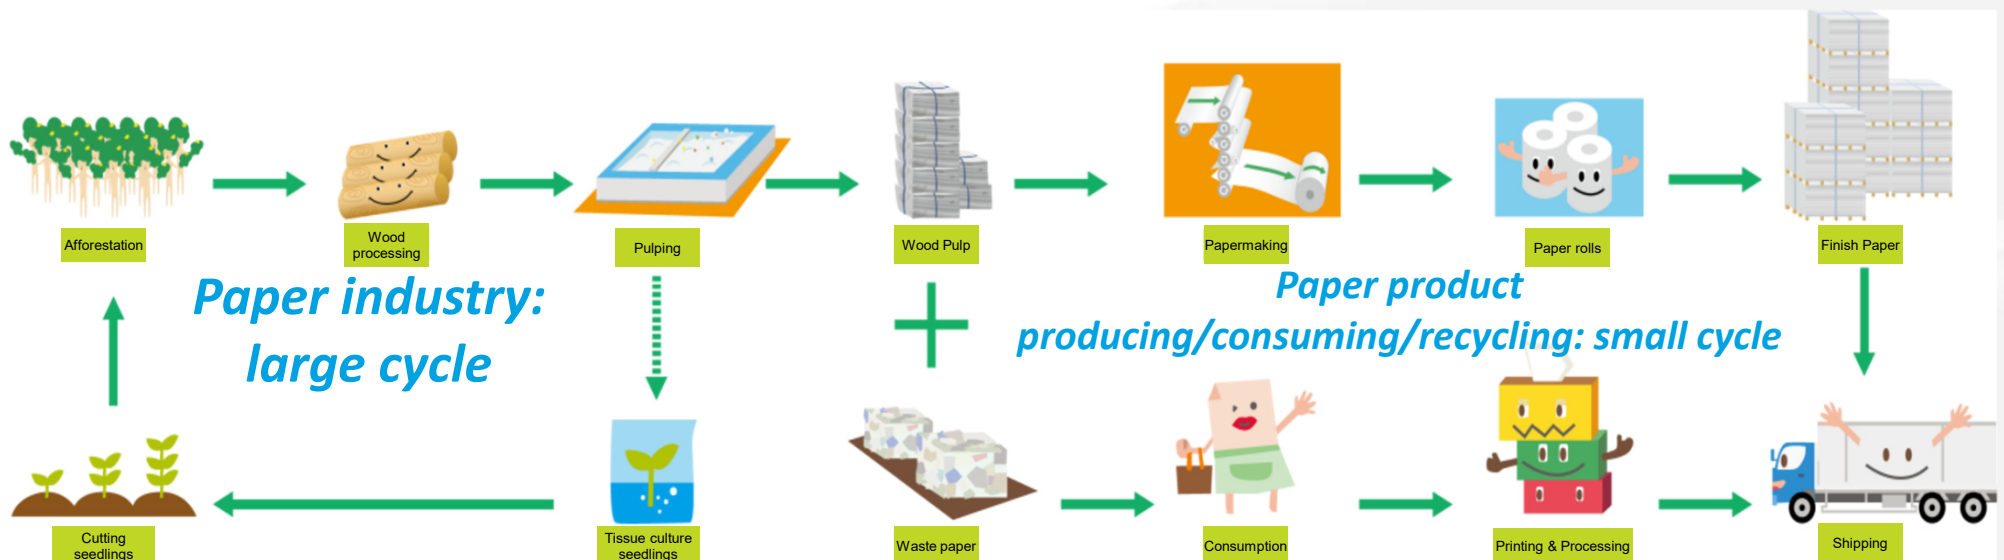 Afforestation
Wood
processing
Pulping
Wood Pulp
Papermaking
Paper rolls
Finish Paper
Paper industry:
large cycle
Paper product
producing/consuming/recycling: small cycle
Cutting
seedlings
Tissue culture
seedlings
Waste paper
Consumption
Printing & Processing
Shipping